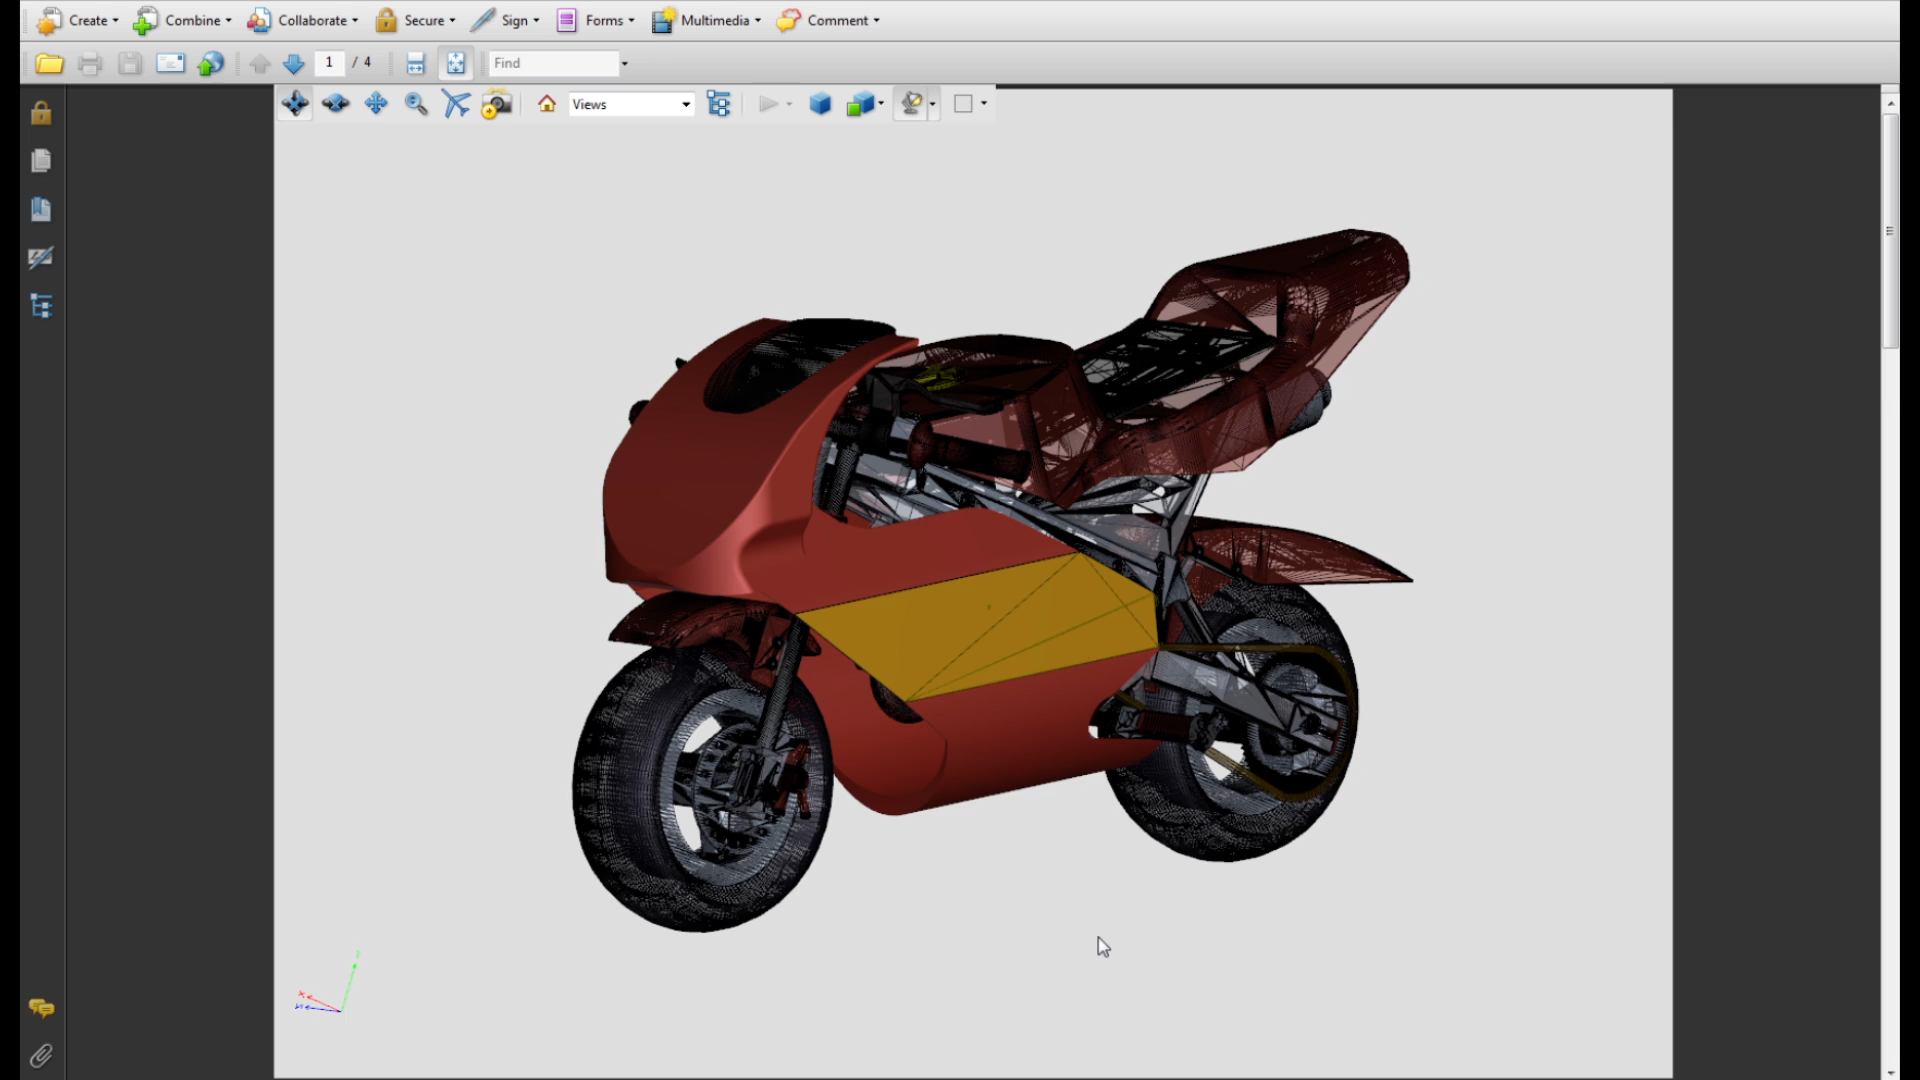 Create Combine Collaborate Secure Sign Forms Multimedia Comment
1 / 4 Find
Views